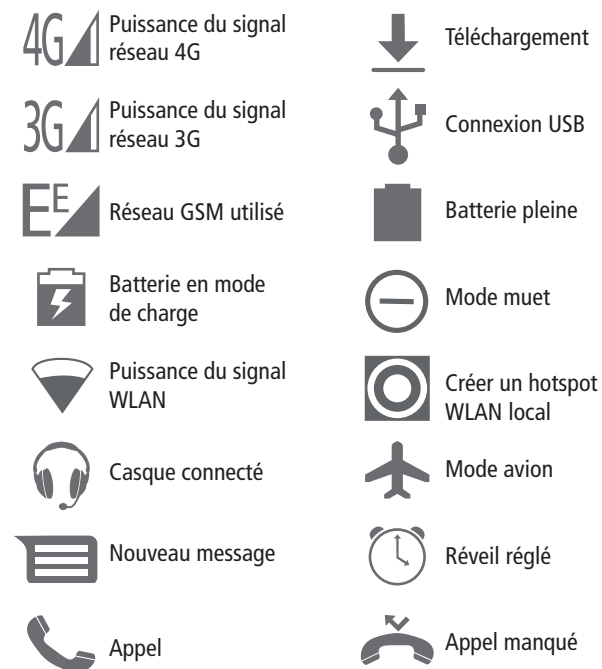 4G Puissance du signal
réseau 4G
3G Puissance du signal
réseau 3G
E E Réseau GSM utilisé
Batterie en mode
de charge
Puissance du signal
WLAN
Casque connecté
Nouveau message
Appel
Téléchargement
Connexion USB
Batterie pleine
Mode muet
Créer un hotspot
WLAN local
Mode avion
Réveil réglé
Appel manqué